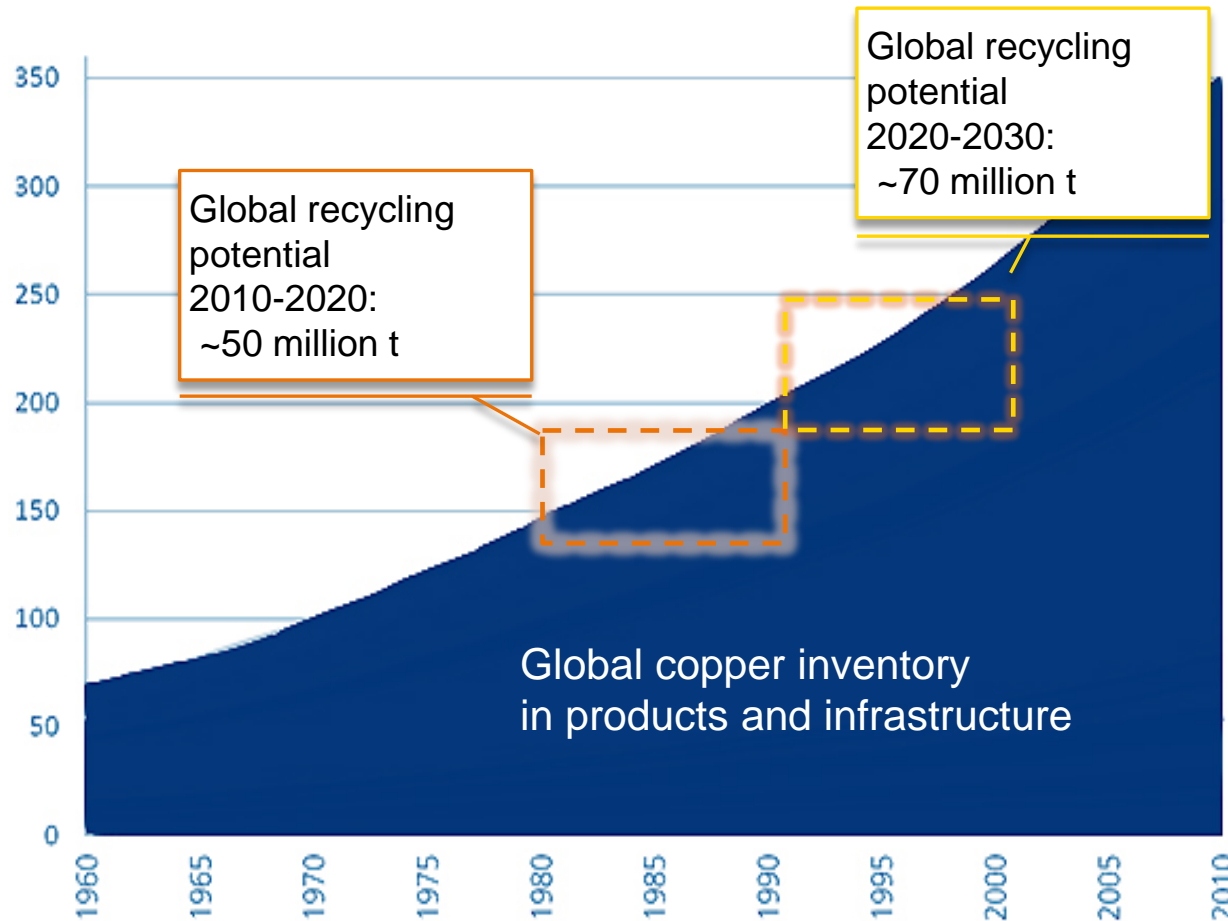 Global recycling
potential
2020-2030:
~70 million t
Global recycling
potential
2010-2020:
~50 million t
350
300
250
200
150
100
50
0
Global copper inventory
in products and infrastructure
1960
1965
1970
1975
1980
1985
1990
1995
2000
2005
2010